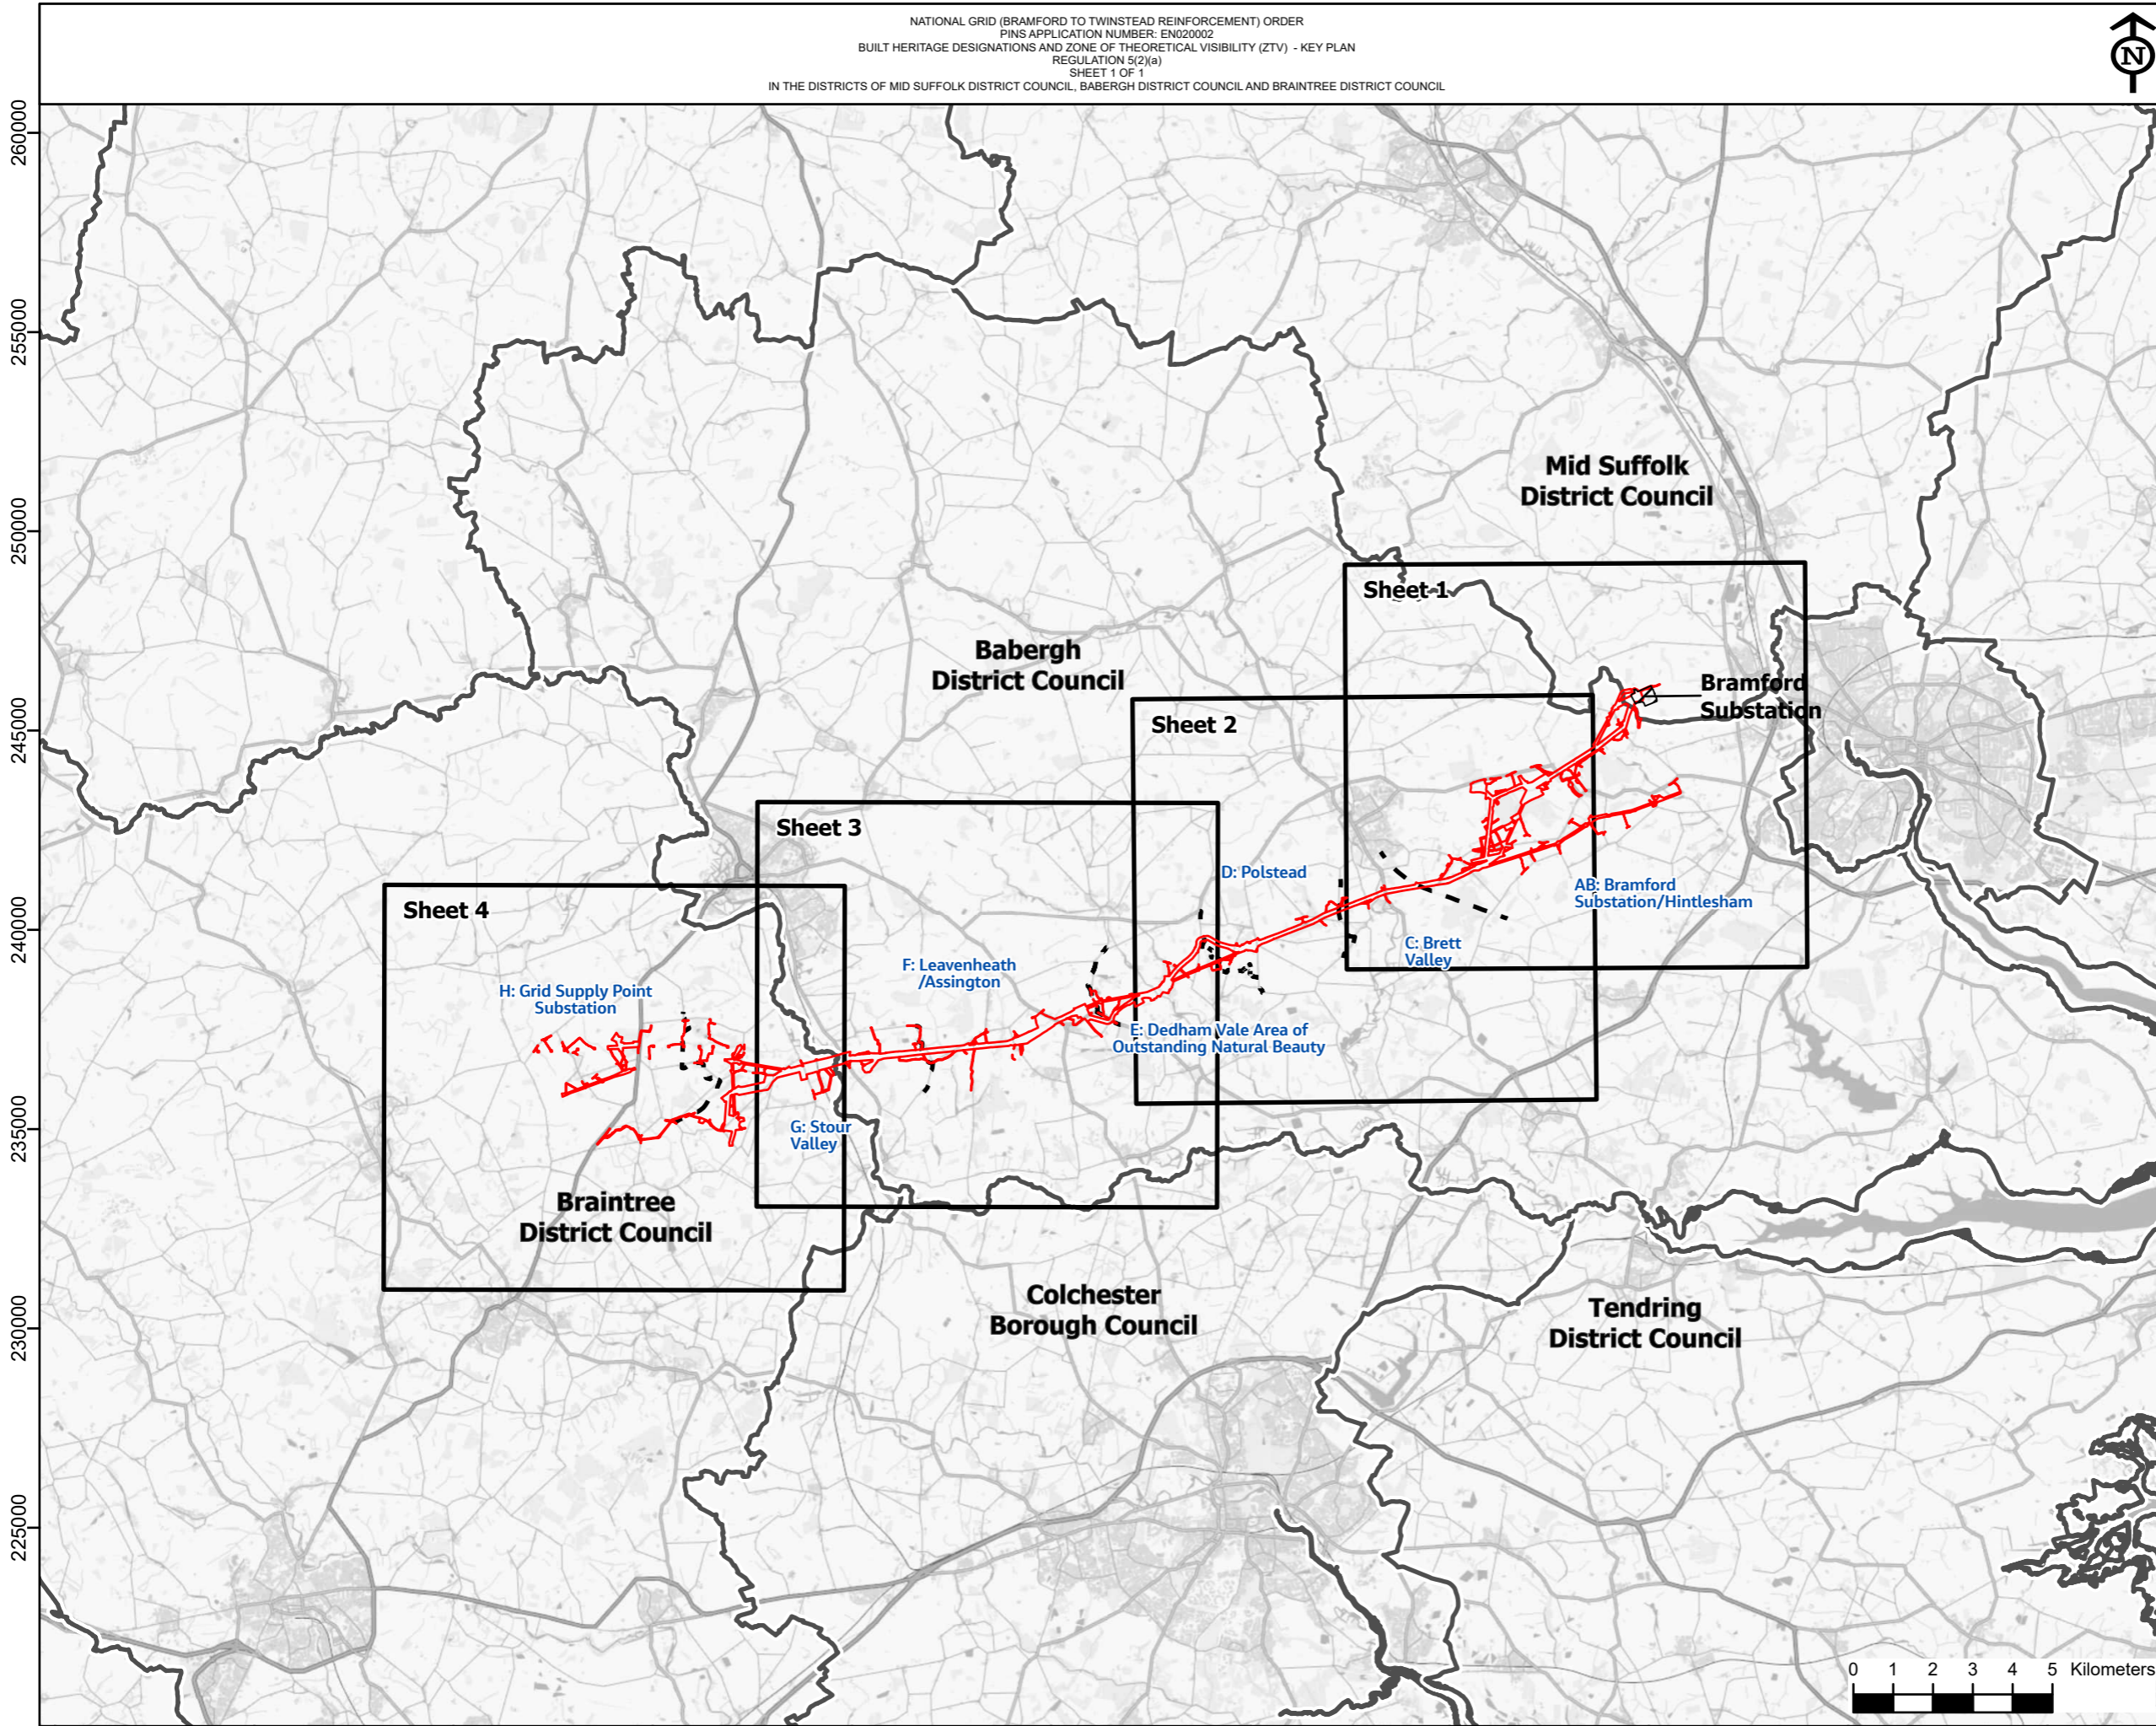 NATIONAL GRID (BRAMFORD TO TWINSTEAD REINFORCEMENT) ORDER
PINS APPLICATION NUMBER: EN020002
BUILT HERITAGE DESIGNATIONS AND ZONE OF THEORETICAL VISIBILITY (ZTV) - KEY PLAN
REGULATION 5(2)(a)
SHEET 1 OF 1
IN THE DISTRICTS OF MID SUFFOLK DISTRICT COUNCIL, BABERGH DISTRICT COUNCIL AND BRAINTREE DISTRICT COUNCIL
N
260000
255000
250000
245000
240000
235000
230000
225000
Mid Suffolk
District Council
Sheet 1
Babergh
District Council
Bramford
Substation
Sheet 2
Sheet 3
D: Polstead
AB: Bramford
Substation/Hintlesham
Sheet 4
C: Brett
Valley
F: Leavenheath
/Assington
H: Grid Supply Point
Substation
E: Dedham Vale Area of
Outstanding Natural Beauty
G: Stour
Valley
Braintree
District Council
Colchester
Borough Council
Tendring
District Council
0 1 2 3 4 5 Kilometers